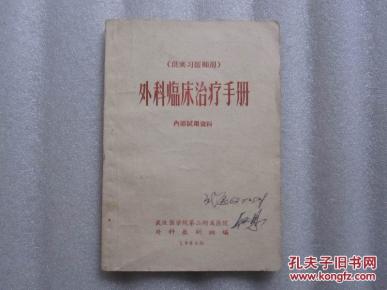 《供实习医师用》
外科临床治疗手册
内部试用资料
武汉医学院第二附属医院
外科教研组编
孔夫子旧书网